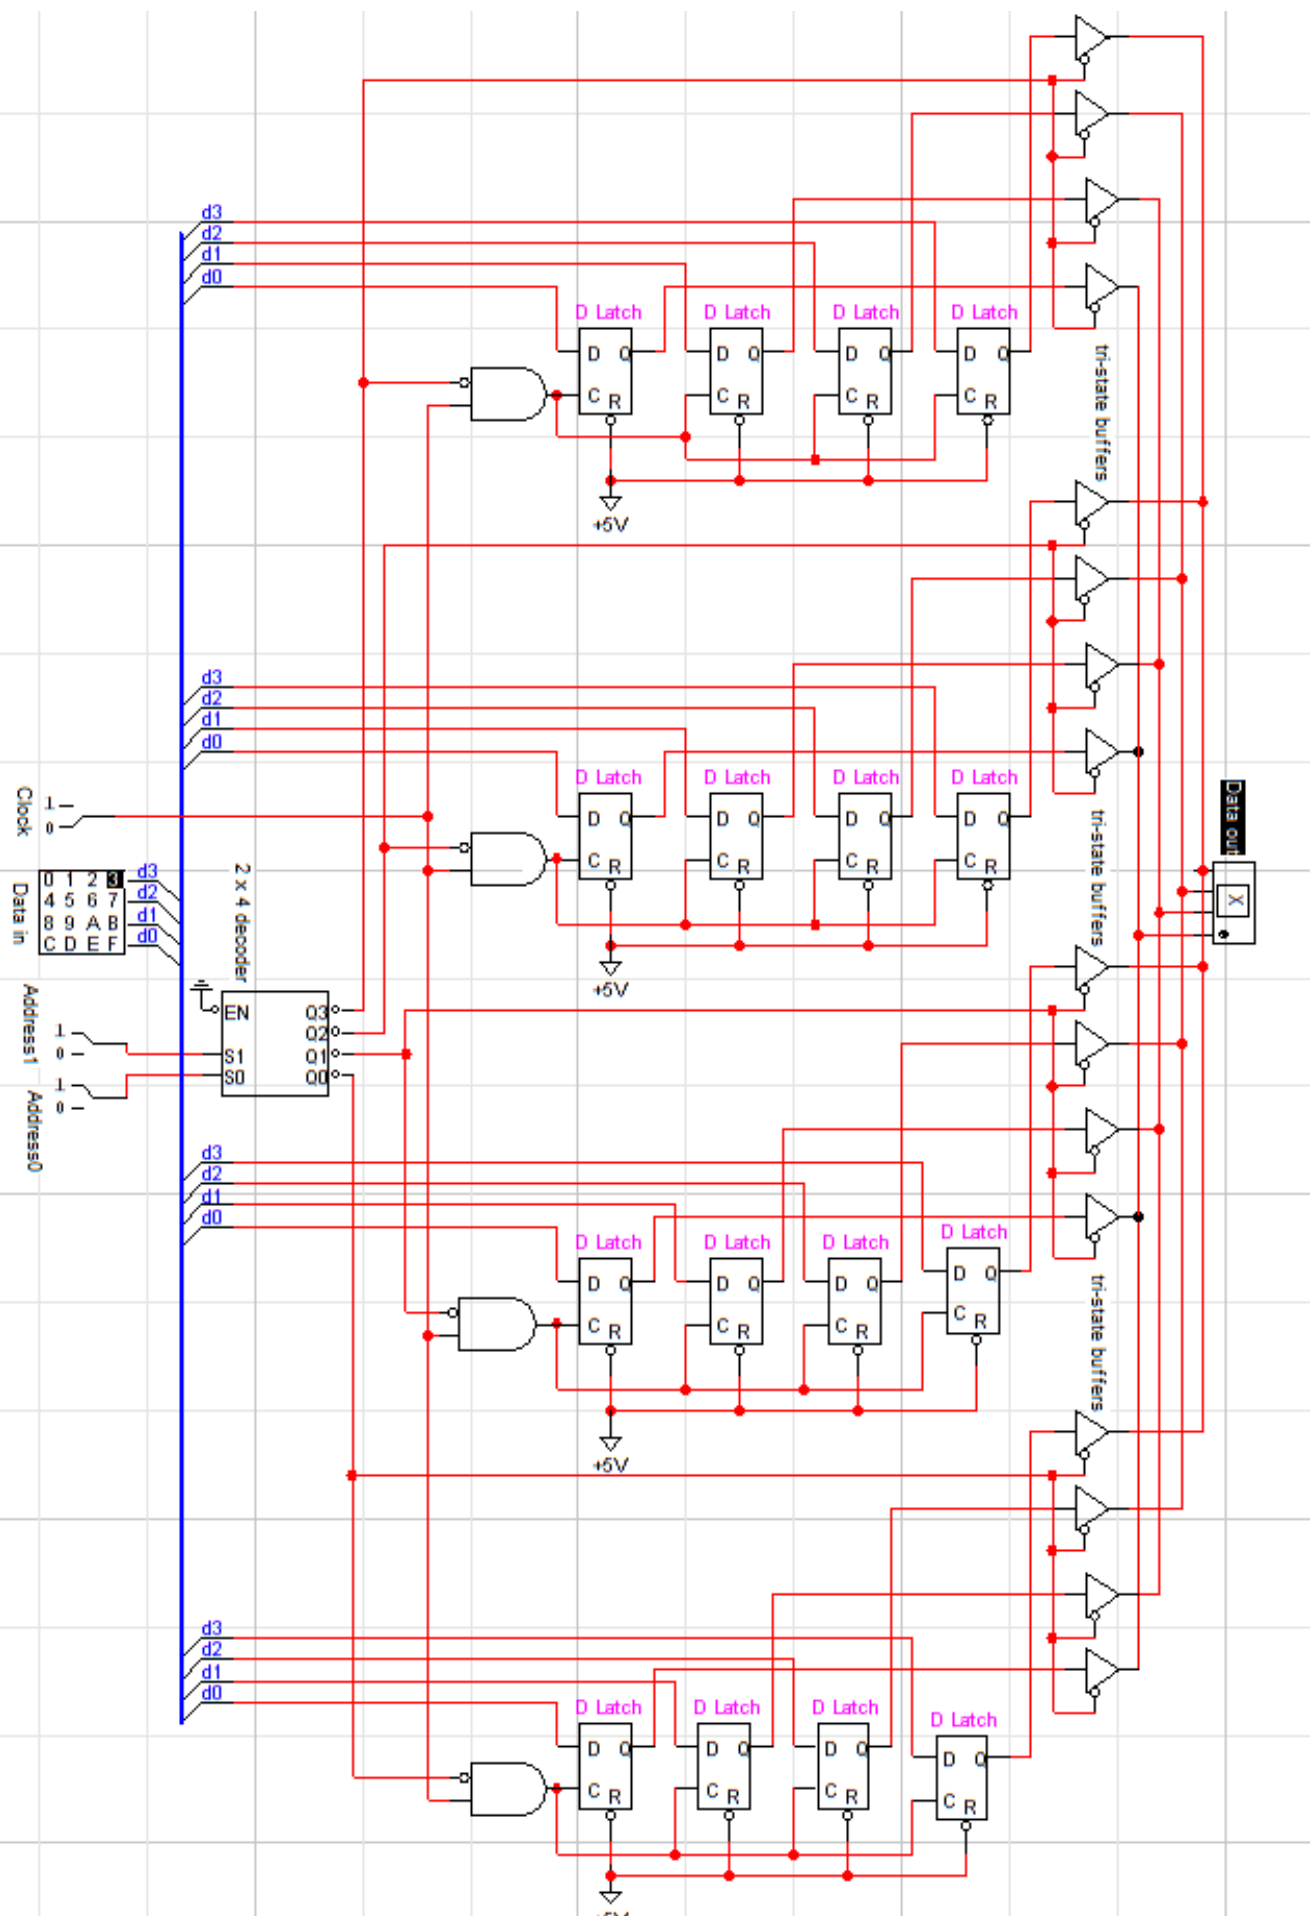 d3
d2
d1
d0
D Latch D Latch D Latch D Latch
D Q D Q D Q D Q
C R C R C R C R
+5V
tri-state buffers
d3
d2
d1
d0
D Latch D Latch D Latch D Latch
D Q D Q D Q D Q
C R C R C R C R
+5V
tri-state buffers
Clock
1
0
Data in
0 1 2 3
4 5 6 7
8 9 A B
C D E F
d3
d2
d1
d0
2 x 4 decoder
EN Q3
Q2
S1 Q1
S0 Q0
Address1
1
0
Address0
1
0
Data out
X
tri-state buffers
d3
d2
d1
d0
D Latch D Latch D Latch D Latch
D Q D Q D Q D Q
C R C R C R C R
+5V
tri-state buffers
d3
d2
d1
d0
D Latch D Latch D Latch D Latch
D Q D Q D Q D Q
C R C R C R C R